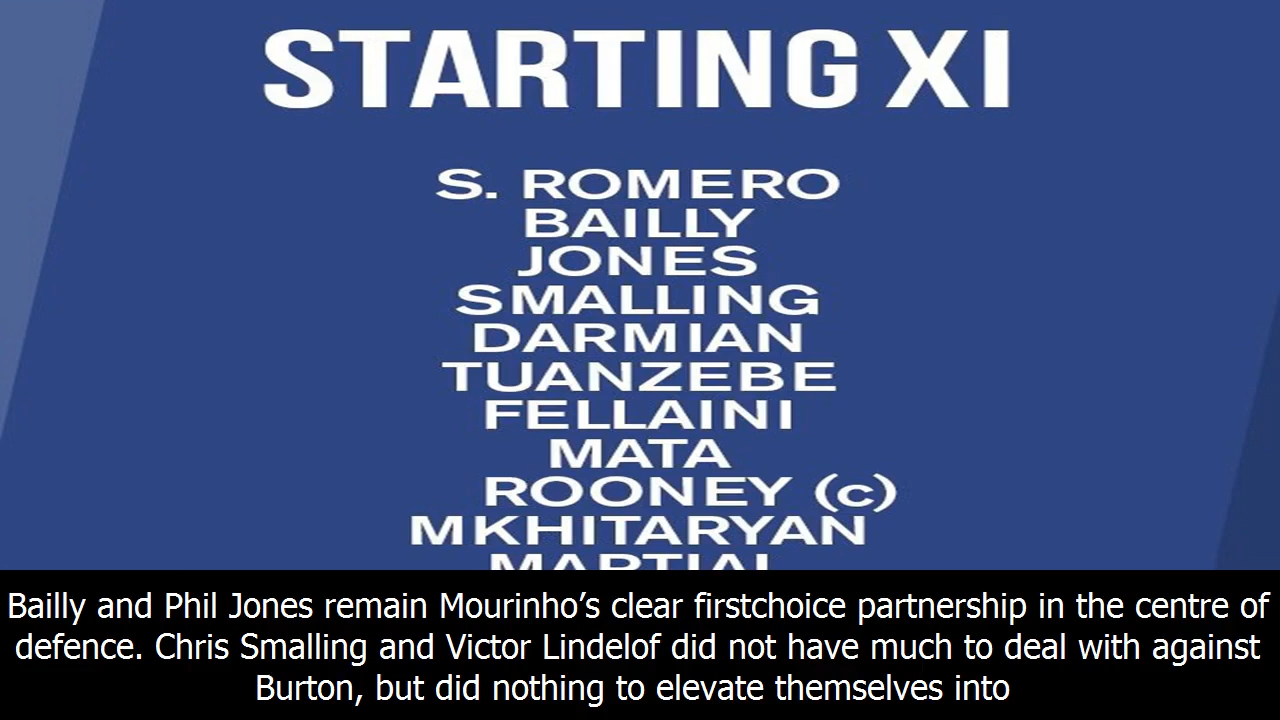 STARTING XI
S. ROMERO
BAILLY
JONES
SMALLING
DARMIAN
TUANZEBE
FELLAINI
MATA
ROONEY (c)
MKHITARYAN
MARTIAL
Bailly and Phil Jones remain Mourinho’s clear firstchoice partnership in the centre of
defence. Chris Smalling and Victor Lindelof did not have much to deal with against
Burton, but did nothing to elevate themselves into